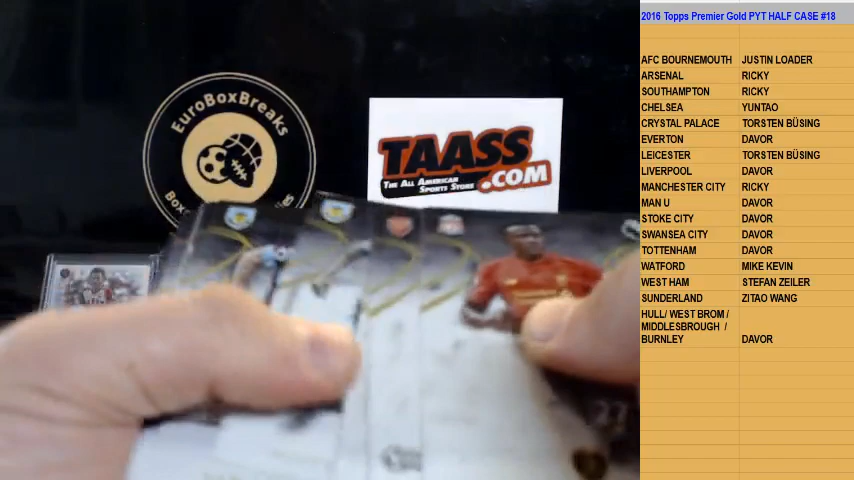 2016 Topps Premier Gold PYT HALF CASE #18
AFC BOURNEMOUTH JUSTIN LOADER
ARSENAL RICKY
SOUTHAMPTON RICKY
CHELSEA YUNTAO
CRYSTAL PALACE TORSTEN BÜSING
EVERTON DAVOR
LEICESTER TORSTEN BÜSING
LIVERPOOL DAVOR
MANCHESTER CITY RICKY
MAN U DAVOR
STOKE CITY DAVOR
SWANSEA CITY DAVOR
TOTTENHAM DAVOR
WATFORD MIKE KEVIN
WEST HAM STEFAN ZEILER
SUNDERLAND ZITAO WANG
HULL/ WEST BROM /
MIDDLESBROUGH /
BURNLEY DAVOR
EuroBoxBreaks
TAASS
THE ALL AMERICAN
SPORTS STORE
.COM